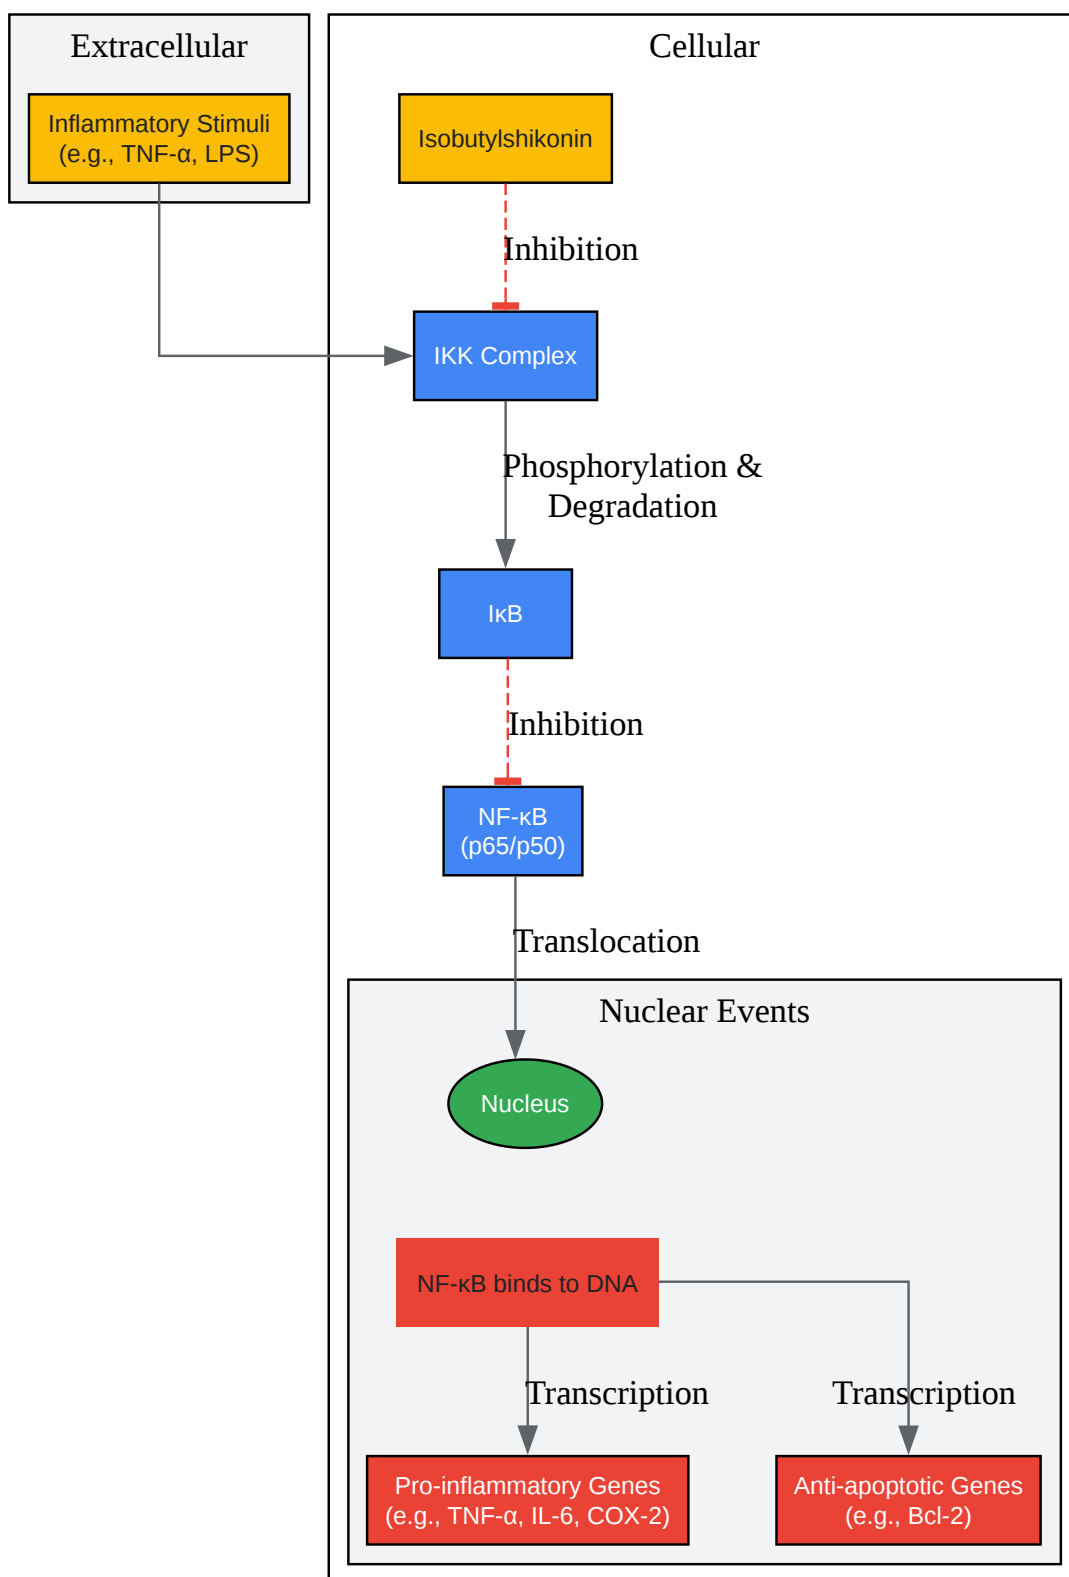 Extracellular
Cellular
Inflammatory Stimuli
(e.g., TNF-α, LPS)
Isobutylshikonin
Inhibition
IKK Complex
Phosphorylation &
Degradation
IκB
Inhibition
NF-κB
(p65/p50)
Translocation
Nuclear Events
Nucleus
NF-κB binds to DNA
Transcription
Transcription
Pro-inflammatory Genes
(e.g., TNF-α, IL-6, COX-2)
Anti-apoptotic Genes
(e.g., Bcl-2)